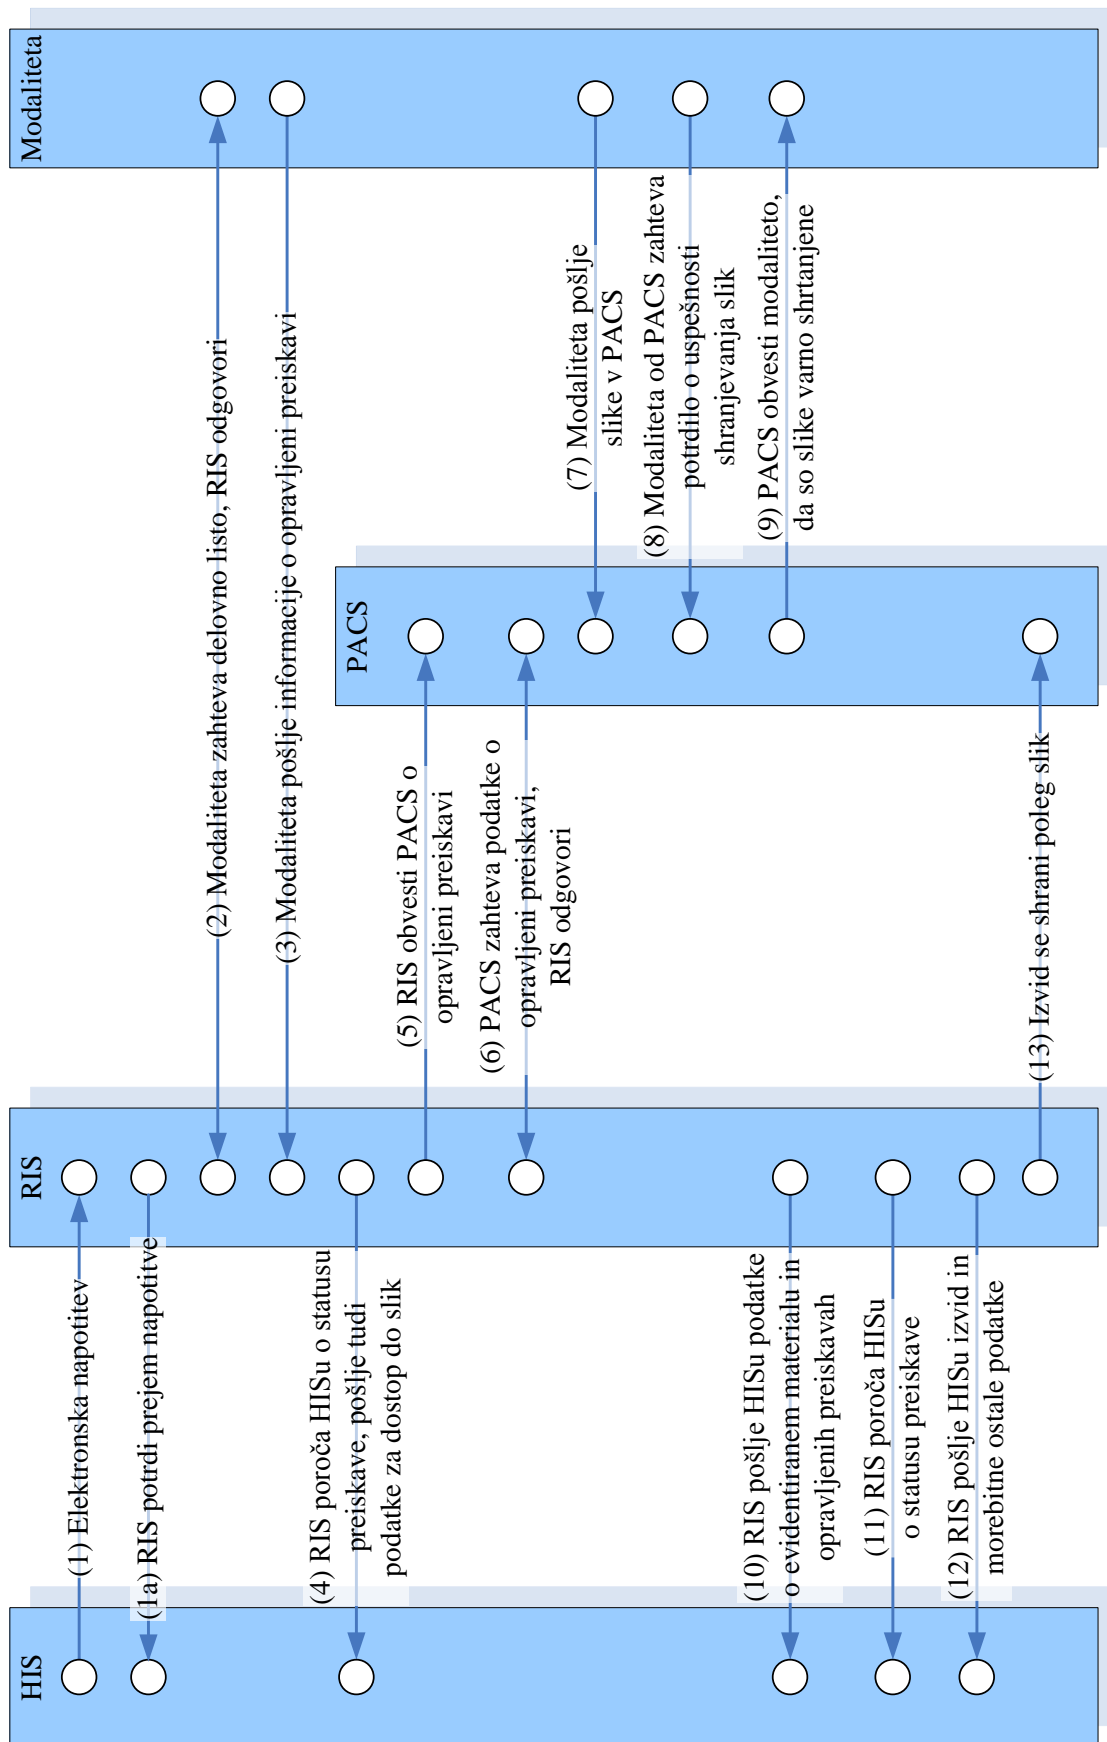 HIS
RIS
PACS
Modaliteta
(1) Elektronska napotitev
(1a) RIS potrdi prejem napotitve
(2) Modaliteta zahteva delovno listo, RIS odgovori
(3) Modaliteta pošlje informacije o opravljeni preiskavi
(4) RIS poroča HISu o statusu
preiskave, pošlje tudi
podatke za dostop do slik
(5) RIS obvesti PACS o
opravljeni preiskavi
(6) PACS zahteva podatke o
opravljeni preiskavi,
RIS odgovori
(7) Modaliteta pošlje
slike v PACS
(8) Modaliteta od PACS zahteva
potrdilo o uspešnosti
shranjevanja slik
(9) PACS obvesti modaliteto,
da so slike varno shrtanjene
(10) RIS pošlje HISu podatke
o evidentiranem materialu in
opravljenih preiskavah
(11) RIS poroča HISu
o statusu preiskave
(12) RIS pošlje HISu izvid in
morebitne ostale podatke
(13) Izvid se shrani poleg slik